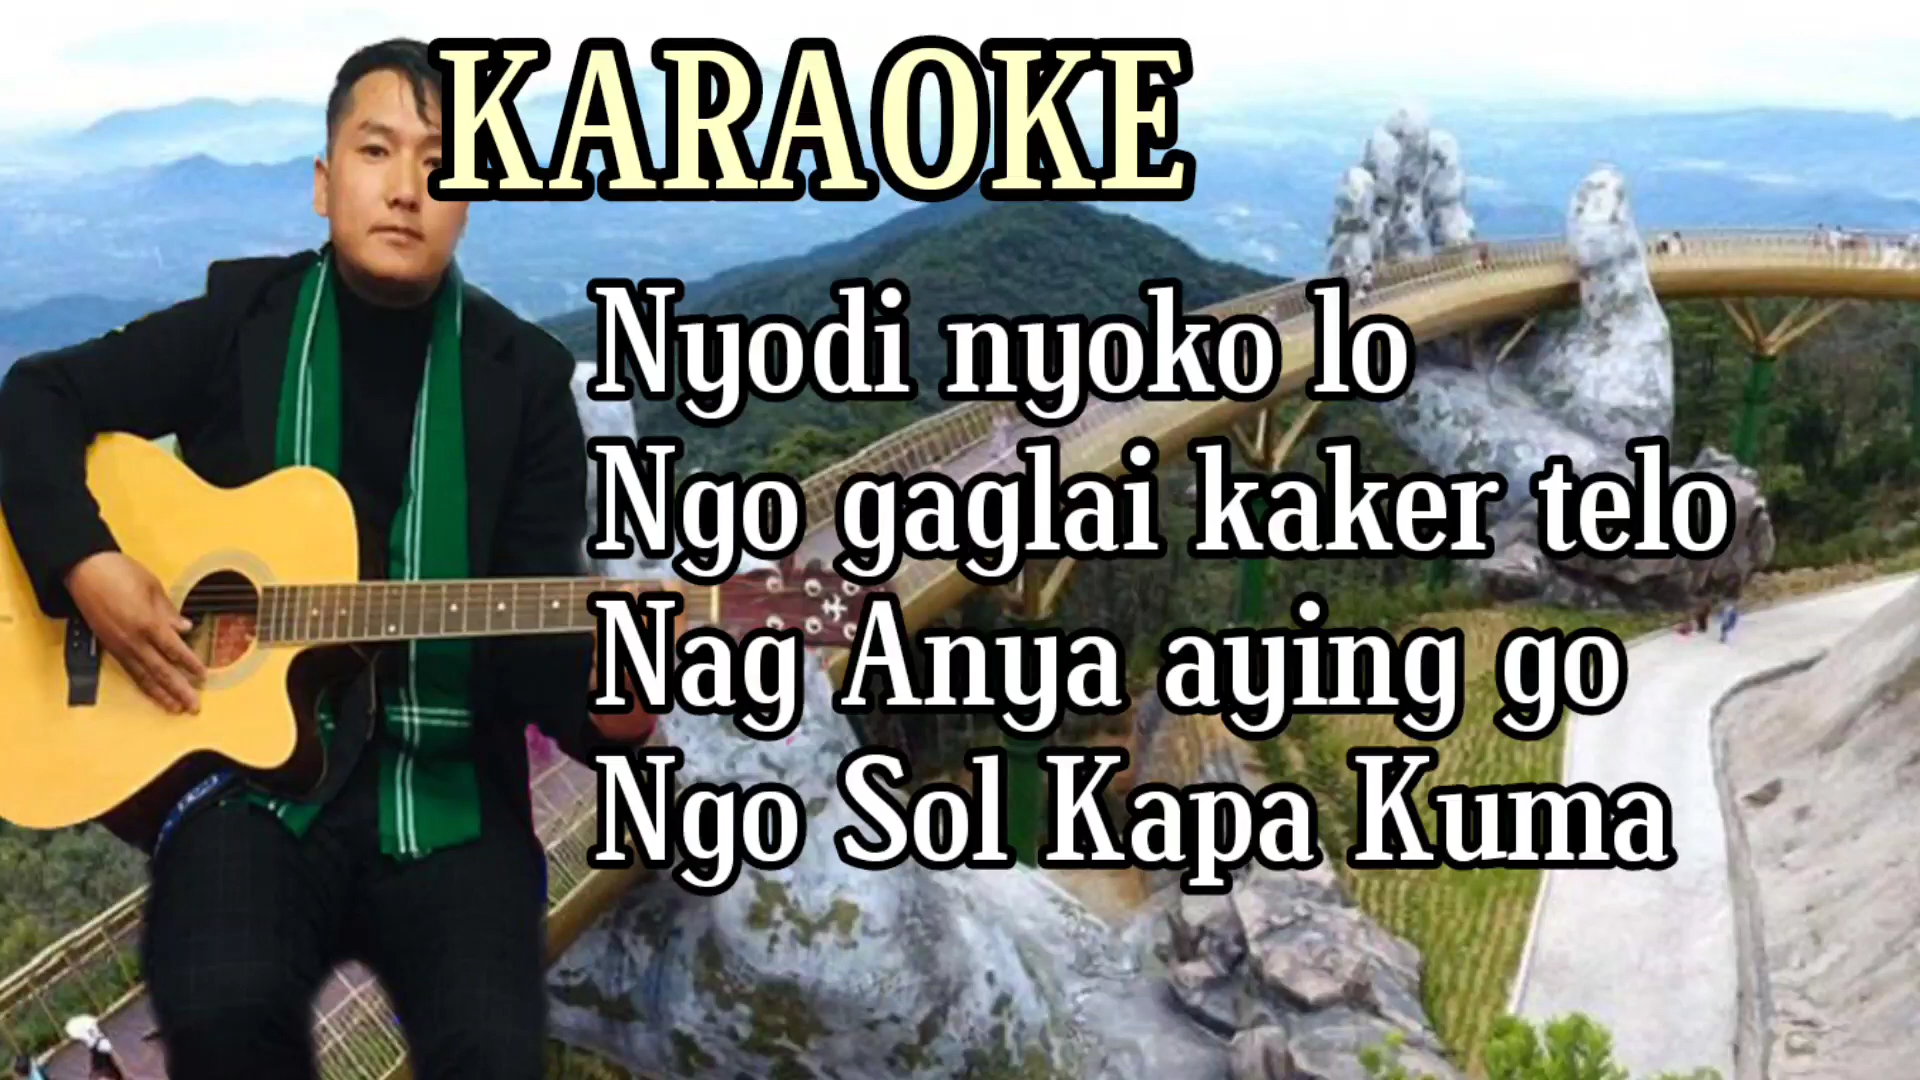 KARAOKE
Nyodi nyoko lo
Ngo gaglai kaker telo
Nag Anya aying go
Ngo Sol Kapa Kuma